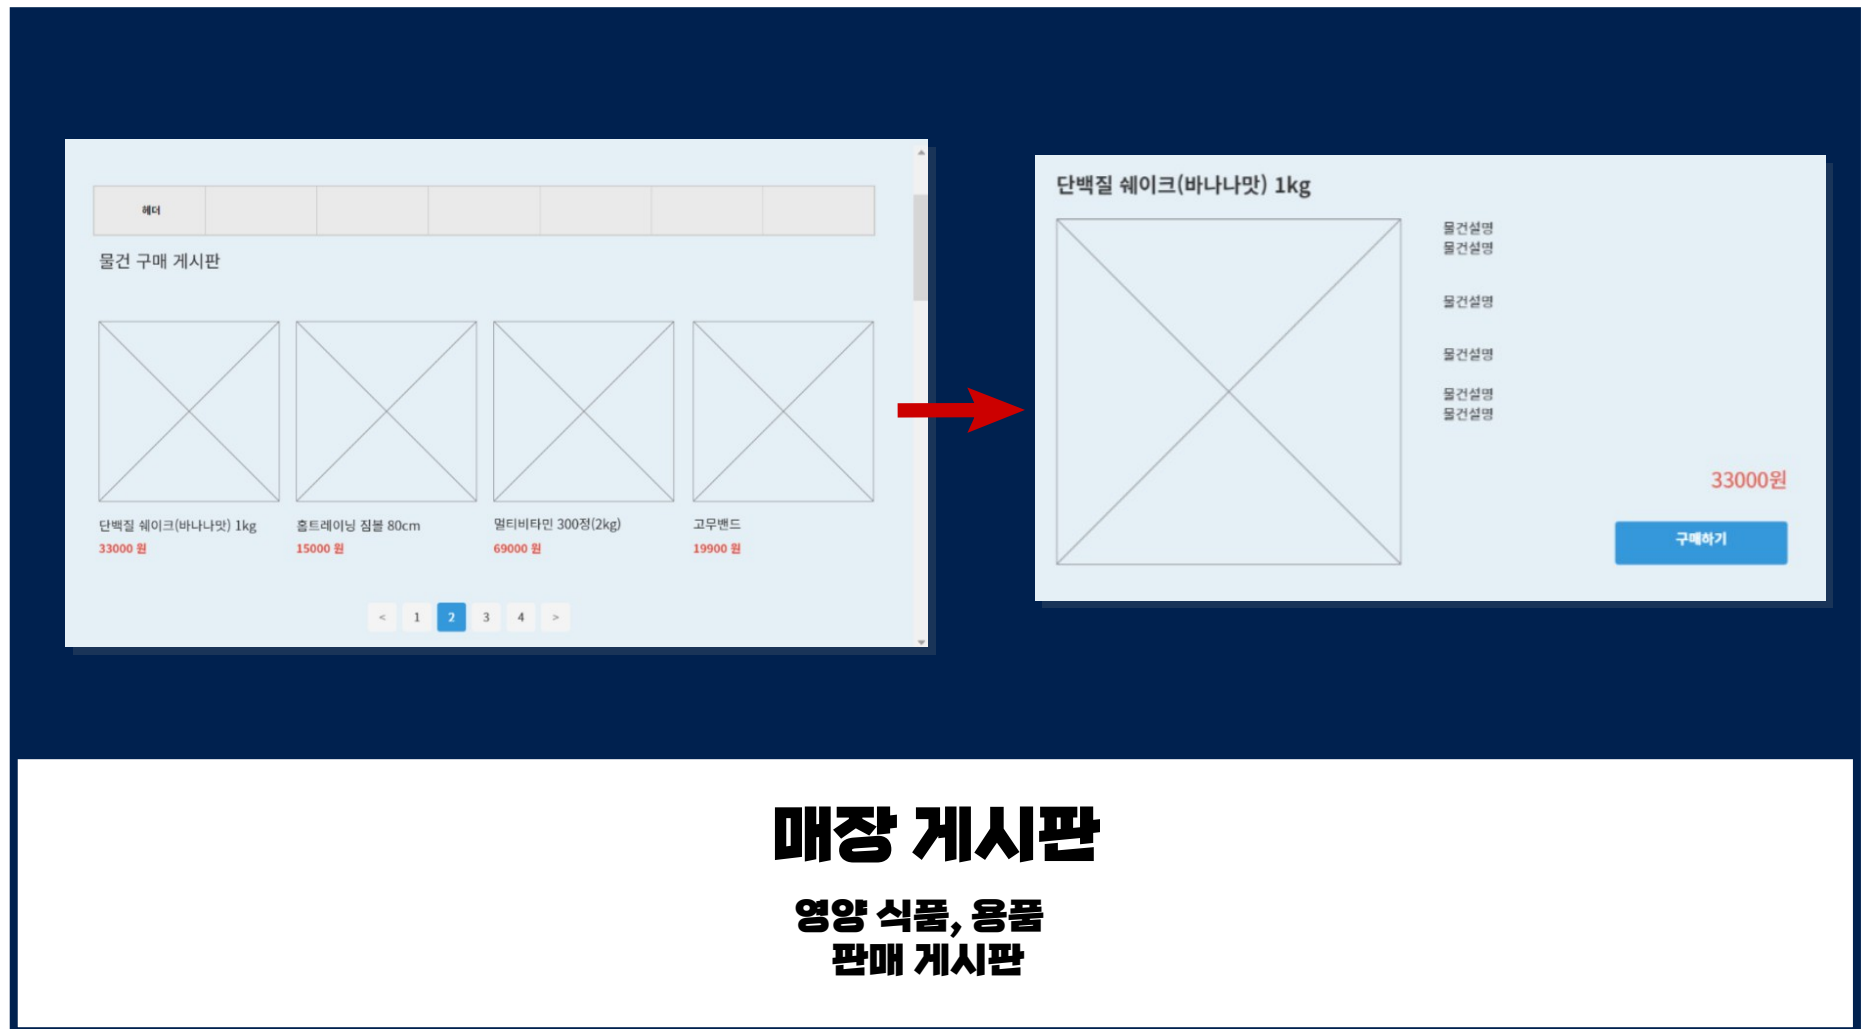 헤더
물건 구매 게시판
단백질 쉐이크(바나나맛) 1kg
33000 원
홈트레이닝 짐볼 80cm
15000 원
멀티비타민 300정(2kg)
69000 원
고무밴드
19900 원
< 1 2 3 4 >
단백질 쉐이크(바나나맛) 1kg
물건설명
물건설명
물건설명
물건설명
물건설명
물건설명
33000원
구매하기
매장 게시판
영양 식품, 용품
판매 게시판